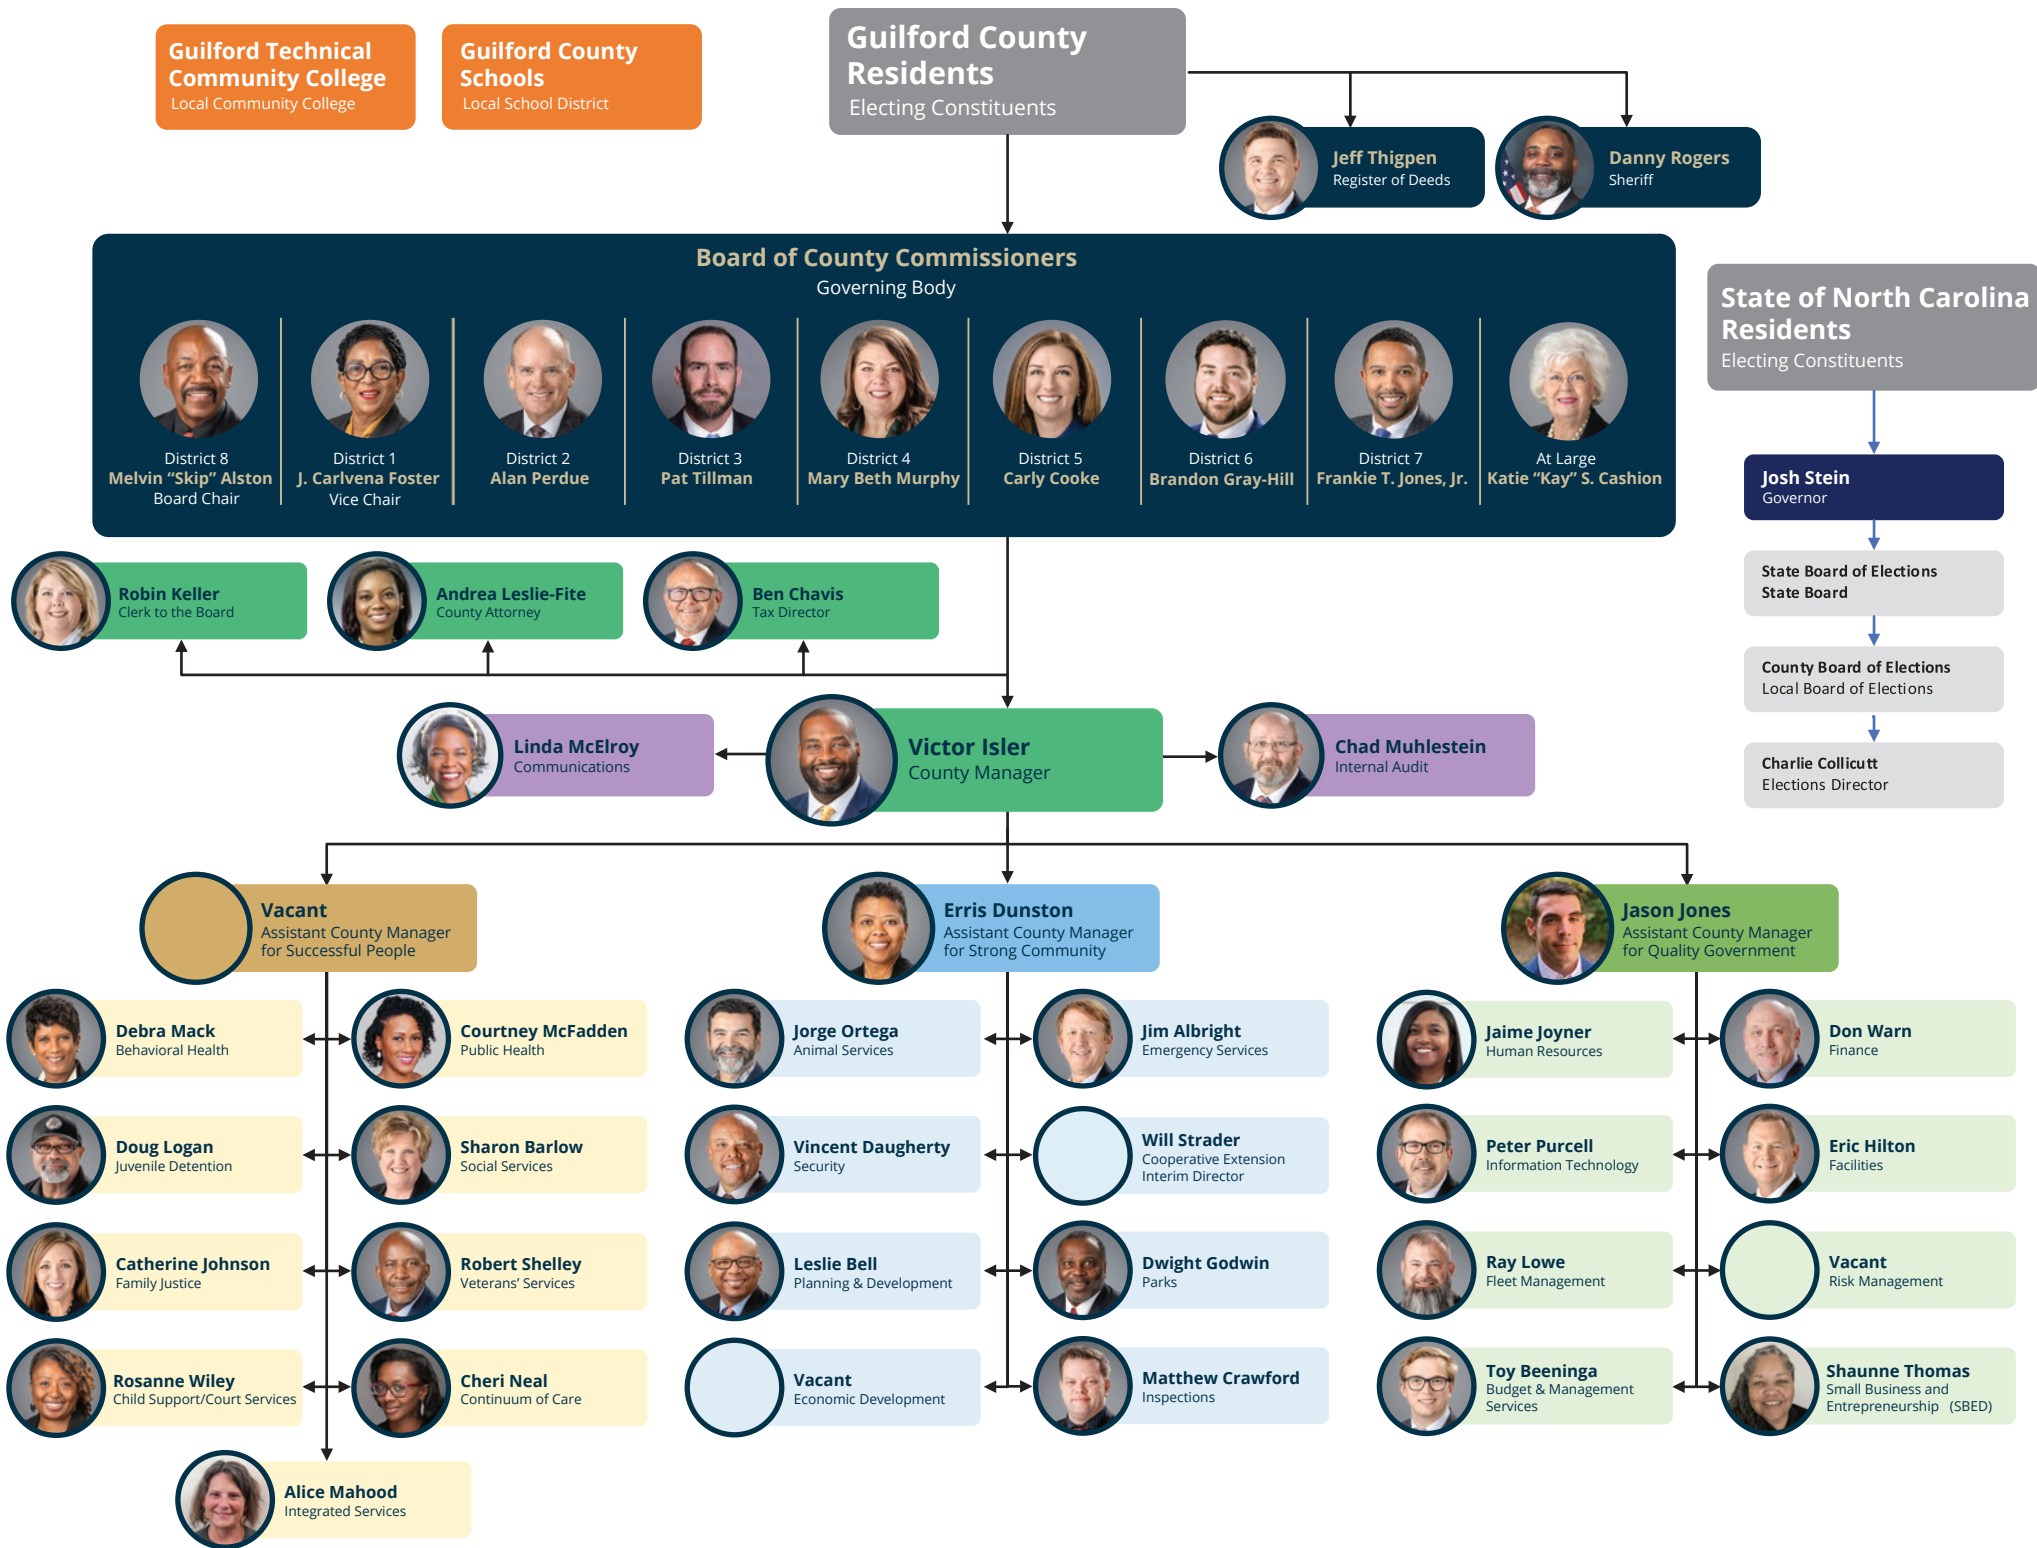 Guilford Technical
Community College
Local Community College
Guilford County
Schools
Local School District
Guilford County
Residents
Electing Constituents
Jeff Thigpen
Register of Deeds
Danny Rogers
Sheriff
Board of County Commissioners
Governing Body
District 8
Melvin “Skip” Alston
Board Chair
District 1
J. Carlvena Foster
Vice Chair
District 2
Alan Perdue
District 3
Pat Tillman
District 4
Mary Beth Murphy
District 5
Carly Cooke
District 6
Brandon Gray-Hill
District 7
Frankie T. Jones, Jr.
At Large
Katie “Kay” S. Cashion
State of North Carolina
Residents
Electing Constituents
Josh Stein
Governor
State Board of Elections
State Board
County Board of Elections
Local Board of Elections
Charlie Collicutt
Elections Director
Robin Keller
Clerk to the Board
Andrea Leslie-Fite
County Attorney
Ben Chavis
Tax Director
Linda McElroy
Communications
Victor Isler
County Manager
Chad Muhlestein
Internal Audit
Vacant
Assistant County Manager
for Successful People
Erris Dunston
Assistant County Manager
for Strong Community
Jason Jones
Assistant County Manager
for Quality Government
Debra Mack
Behavioral Health
Courtney McFadden
Public Health
Doug Logan
Juvenile Detention
Sharon Barlow
Social Services
Catherine Johnson
Family Justice
Robert Shelley
Veterans’ Services
Rosanne Wiley
Child Support/Court Services
Cheri Neal
Continuum of Care
Alice Mahood
Integrated Services
Jorge Ortega
Animal Services
Jim Albright
Emergency Services
Vincent Daugherty
Security
Will Strader
Cooperative Extension
Interim Director
Leslie Bell
Planning & Development
Dwight Godwin
Parks
Vacant
Economic Development
Matthew Crawford
Inspections
Jaime Joyner
Human Resources
Don Warn
Finance
Peter Purcell
Information Technology
Eric Hilton
Facilities
Ray Lowe
Fleet Management
Vacant
Risk Management
Toy Beeninga
Budget & Management
Services
Shaunne Thomas
Small Business and
Entrepreneurship (SBED)